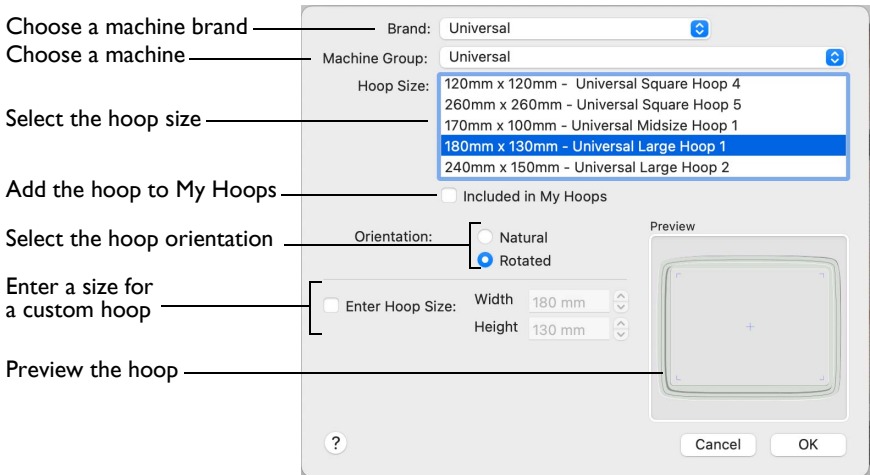 Choose a machine brand
Brand: Universal
Choose a machine
Machine Group: Universal
Hoop Size:
120mm x 120mm - Universal Square Hoop 4
260mm x 260mm - Universal Square Hoop 5
Select the hoop size
170mm x 100mm - Universal Midsize Hoop 1
180mm x 130mm - Universal Large Hoop 1
240mm x 150mm - Universal Large Hoop 2
Add the hoop to My Hoops
Included in My Hoops
Select the hoop orientation
Orientation:
Natural
Rotated
Preview
Enter a size for
a custom hoop
Enter Hoop Size:
Width 180 mm
Height 130 mm
Preview the hoop
?
Cancel
OK